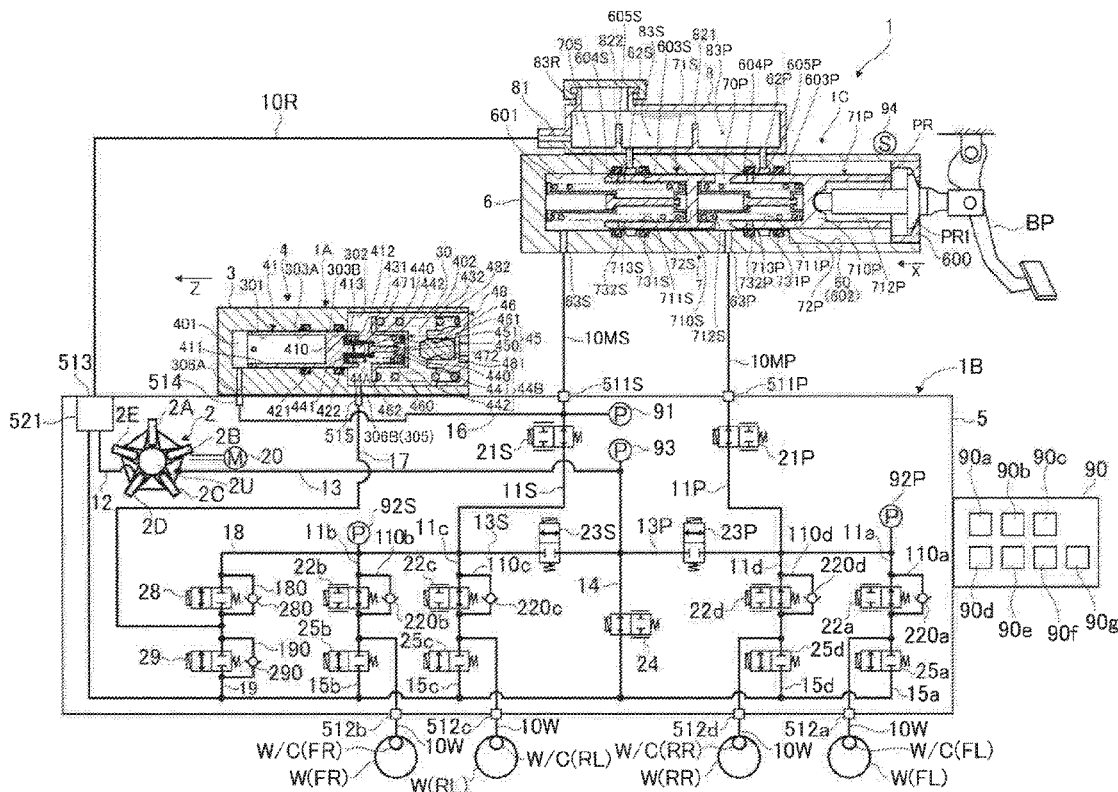 605S
822 83S 821
705 62S 603S 83P 604P
604S 71S 8 70P 62P 605P
83R 603P
1
81
10R
601
1C 94
71P
S
PR
6
BP
PRI
600
X
713S 72S 713P 711P 710P
732S 731S 7 732P 731P 60 712P
63S 711S 63P 72P (602)
710S
712S
4 1A 302 412 30
3 41 303A 303B 431 440 402 482
301 413 471 442 432 48
46
Z
401
461
451 45
450
472
481
411 410
306A
440
441 44B
442
513 514
421 441 422 462 460
515 306B(305)
10MS
10MP
1B
511S 511P
521
16
P 91
5
2A 2
2E 2B
M 20
17
21S
P 93
21P
2U
2C
2D
12 13
11S 11P
92S
P
92P
P
90a 90b 90c 90
90d 90e 90f 90g
18 11b 110b 11c 13S 23S 23P 13P 110d 11a
22b 22c 110c 11d 220d 110a
28 180 280 220b 220c 14 22d 22a 220a
190 25b 25c 24 25d 25a
29 290
19 15b 15c 15d 15a
512b 512c 512d 512a
10W 10W 10W 10W
W/C(FR) W/C(RL) W/C(RR) W/C(FL)
W(FR) W(RL) W(RR) W(FL)